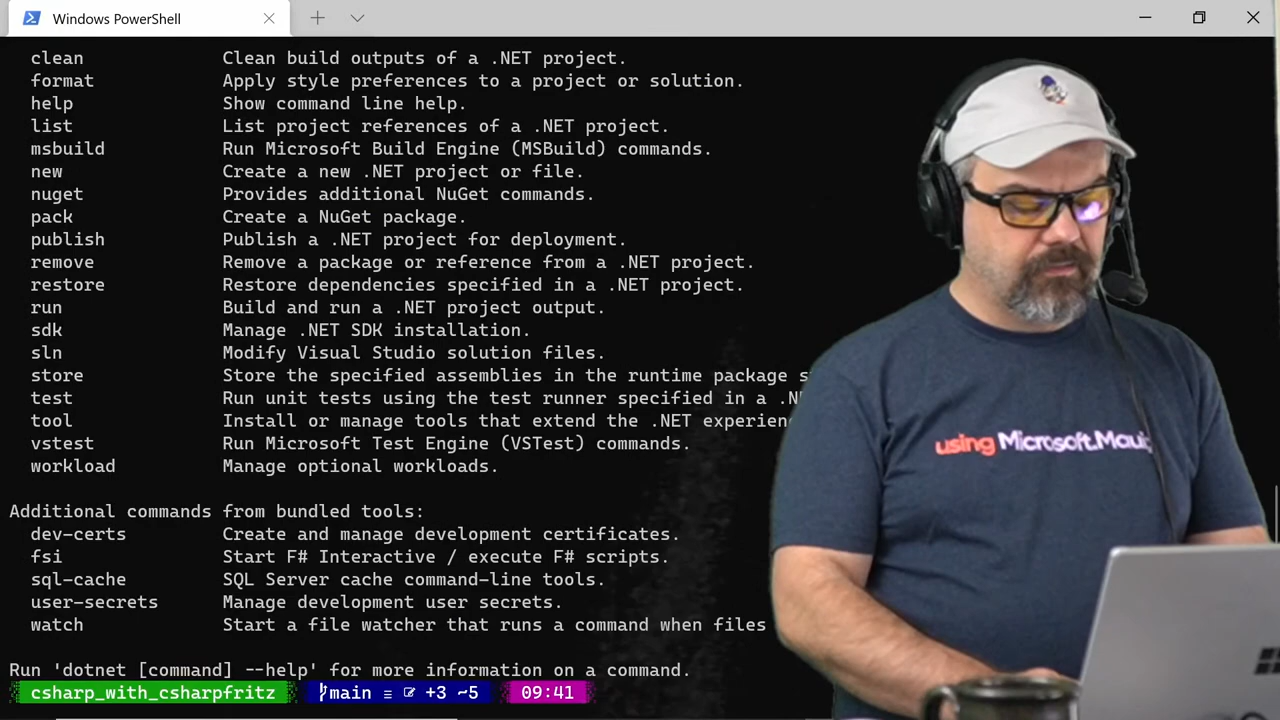 Windows PowerShell
clean Clean build outputs of a .NET project.
format Apply style preferences to a project or solution.
help Show command line help.
list List project references of a .NET project.
msbuild Run Microsoft Build Engine (MSBuild) commands.
new Create a new .NET project or file.
nuget Provides additional NuGet commands.
pack Create a NuGet package.
publish Publish a .NET project for deployment.
remove Remove a package or reference from a .NET project.
restore Restore dependencies specified in a .NET project.
run Build and run a .NET project output.
sdk Manage .NET SDK installation.
sln Modify Visual Studio solution files.
store Store the specified assemblies in the runtime package s
test Run unit tests using the test runner specified in a .N
tool Install or manage tools that extend the .NET experienc
vstest Run Microsoft Test Engine (VSTest) commands.
workload Manage optional workloads.
Additional commands from bundled tools:
dev-certs Create and manage development certificates.
fsi Start F# Interactive / execute F# scripts.
sql-cache SQL Server cache command-line tools.
user-secrets Manage development user secrets.
watch Start a file watcher that runs a command when files
Run 'dotnet [command] --help' for more information on a command.
csharp_with_csharpfritz main ≡ +3 ~5 09:41
using Microsoft.Maui